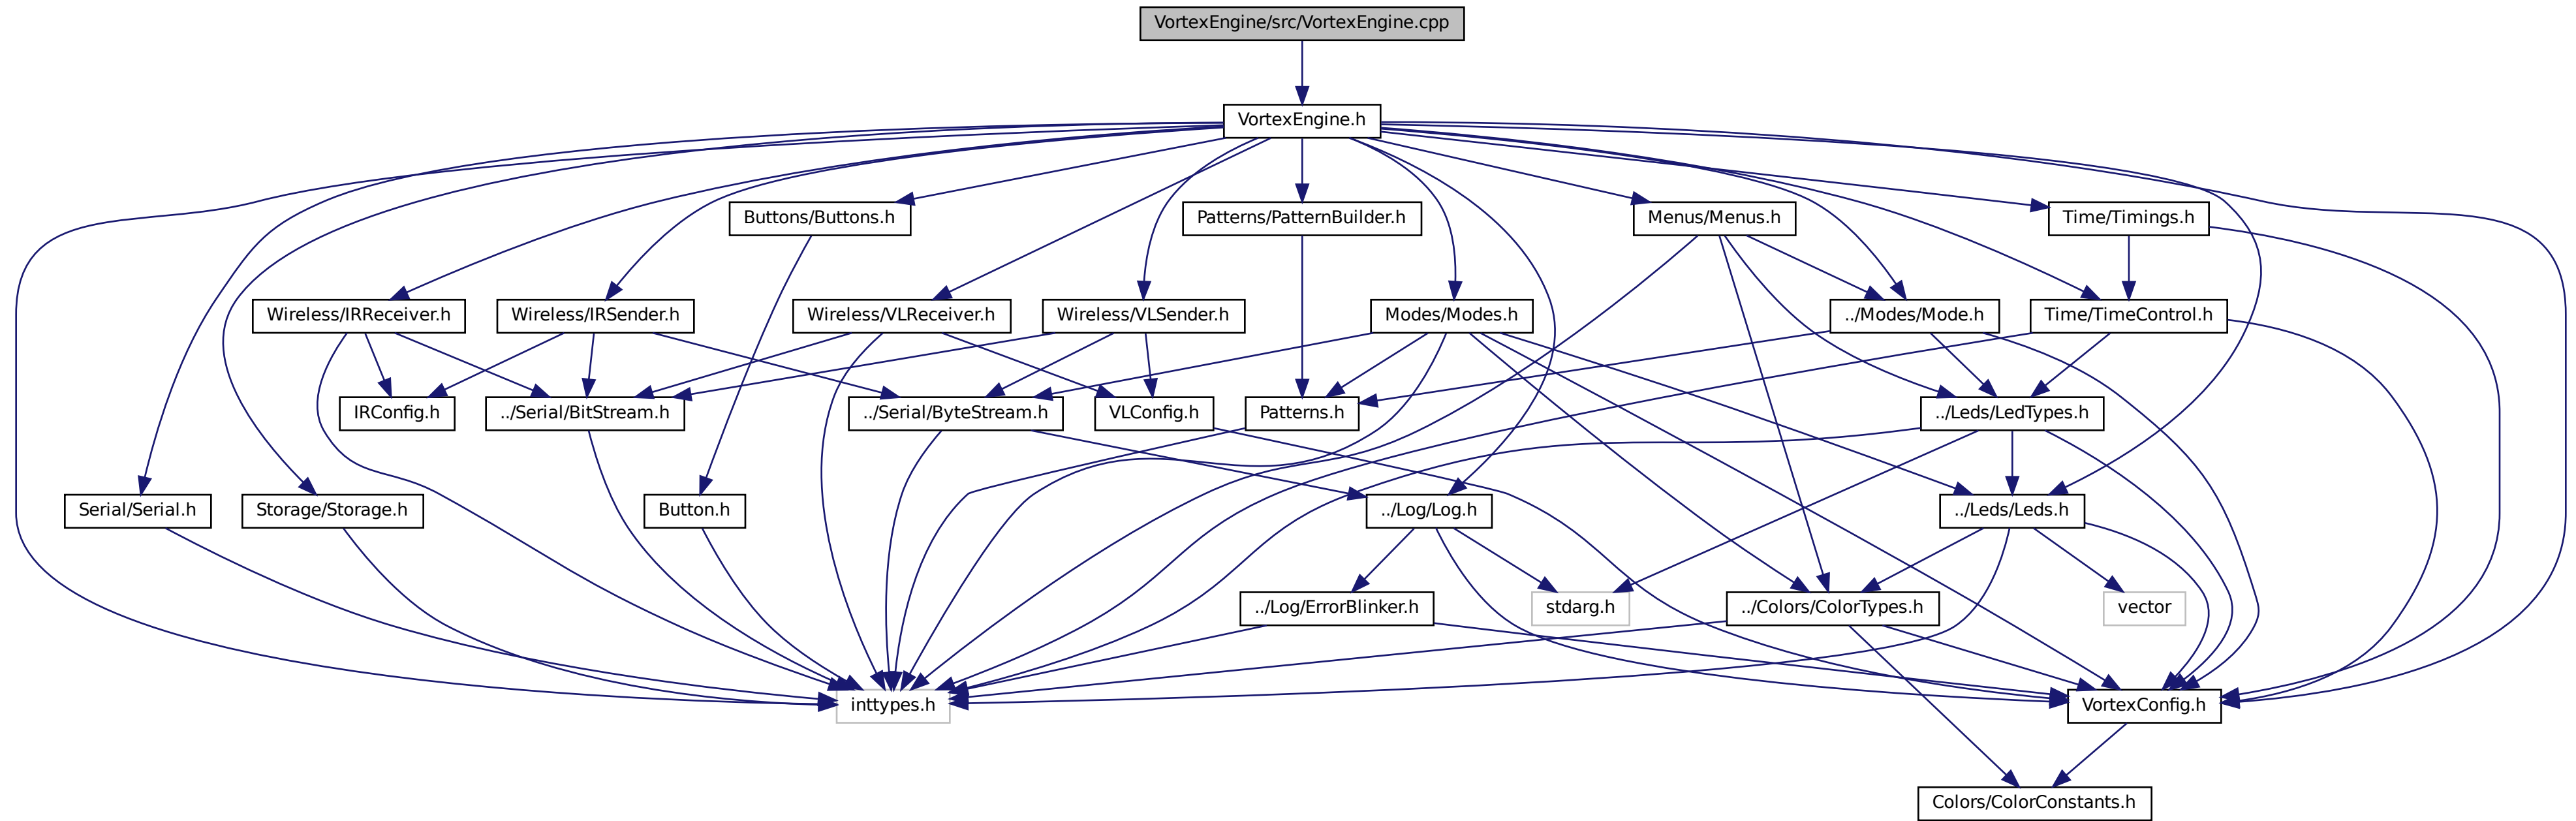 VortexEngine/src/VortexEngine.cpp
VortexEngine.h
Buttons/Buttons.h
Patterns/PatternBuilder.h
Menus/Menus.h
Time/Timings.h
Wireless/IRReceiver.h
Wireless/IRSender.h
Wireless/VLReceiver.h
Wireless/VLSender.h
Modes/Modes.h
../Modes/Mode.h
Time/TimeControl.h
IRConfig.h
../Serial/BitStream.h
../Serial/ByteStream.h
VLConfig.h
Patterns.h
../Leds/LedTypes.h
Serial/Serial.h
Storage/Storage.h
Button.h
../Log/Log.h
../Leds/Leds.h
../Log/ErrorBlinker.h
stdarg.h
../Colors/ColorTypes.h
vector
inttypes.h
VortexConfig.h
Colors/ColorConstants.h